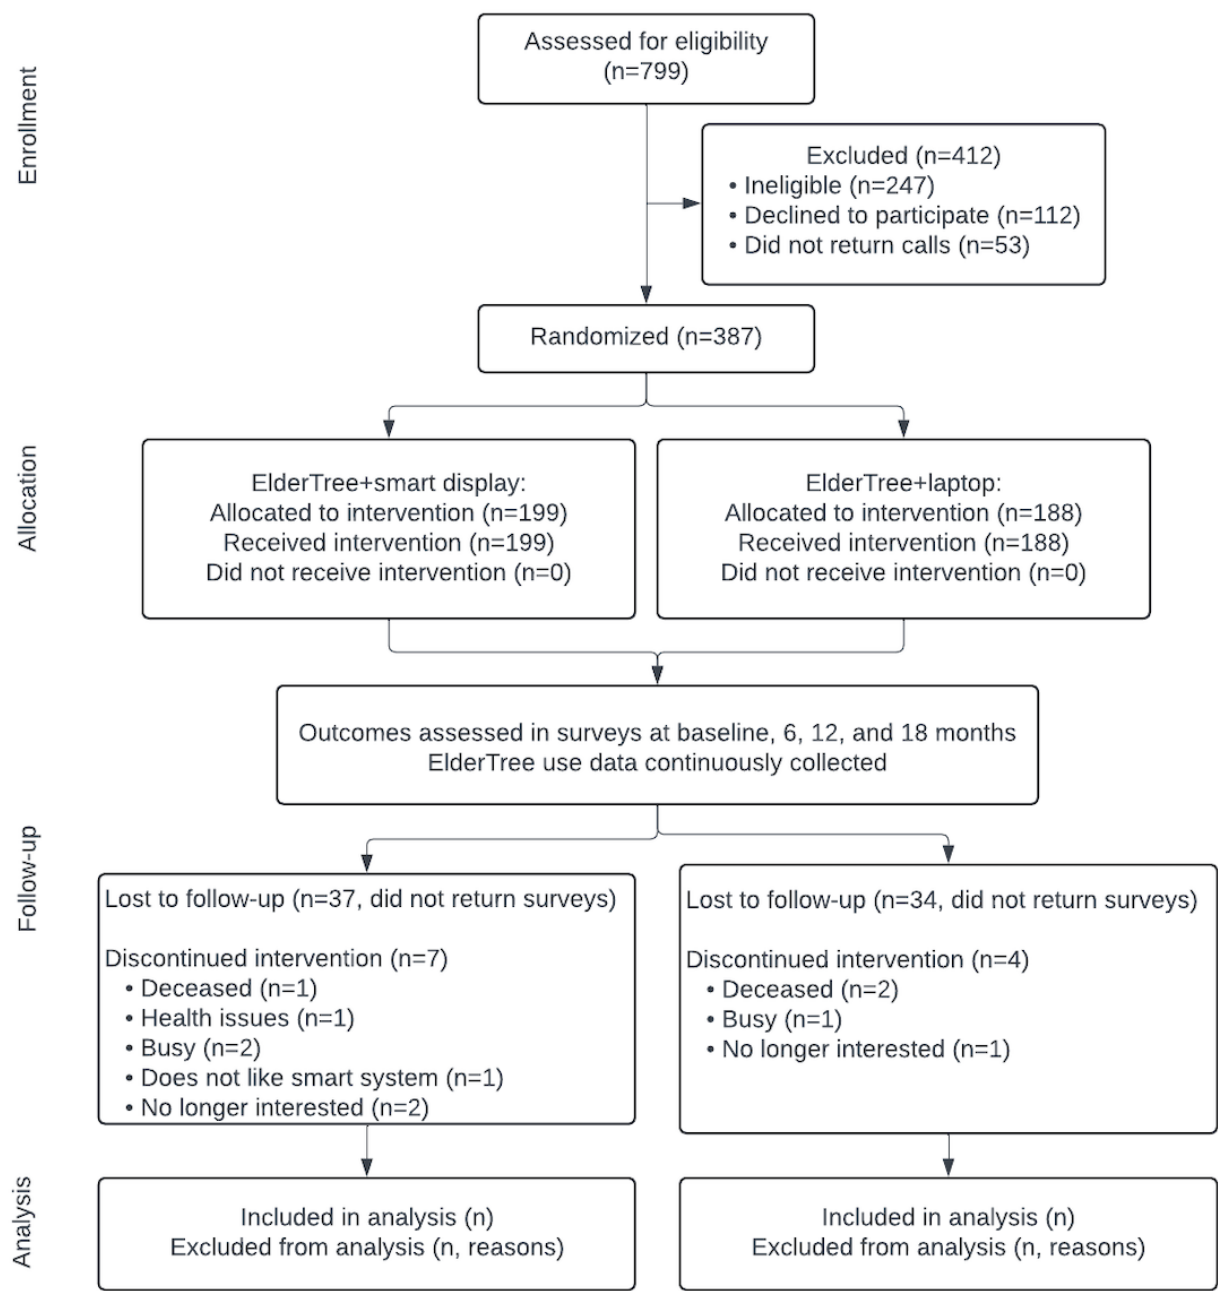 Enrollment
Assessed for eligibility
(n=799)
Excluded (n=412)
• Ineligible (n=247)
• Declined to participate (n=112)
• Did not return calls (n=53)
Randomized (n=387)
Allocation
ElderTree+smart display:
Allocated to intervention (n=199)
Received intervention (n=199)
Did not receive intervention (n=0)
ElderTree+laptop:
Allocated to intervention (n=188)
Received intervention (n=188)
Did not receive intervention (n=0)
Outcomes assessed in surveys at baseline, 6, 12, and 18 months
ElderTree use data continuously collected
Follow-up
Lost to follow-up (n=37, did not return surveys)
Discontinued intervention (n=7)
• Deceased (n=1)
• Health issues (n=1)
• Busy (n=2)
• Does not like smart system (n=1)
• No longer interested (n=2)
Lost to follow-up (n=34, did not return surveys)
Discontinued intervention (n=4)
• Deceased (n=2)
• Busy (n=1)
• No longer interested (n=1)
Analysis
Included in analysis (n)
Excluded from analysis (n, reasons)
Included in analysis (n)
Excluded from analysis (n, reasons)